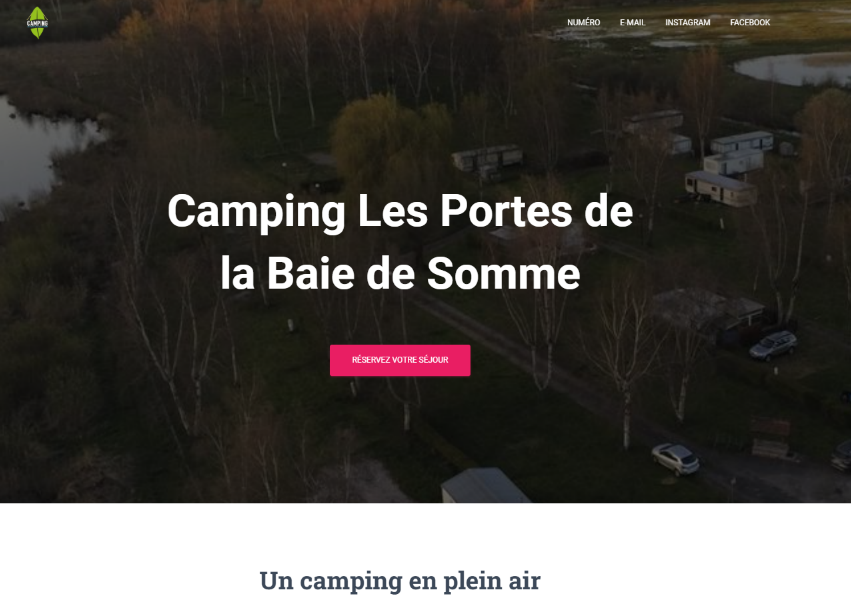 CAMPING
NUMÉRO E-MAIL INSTAGRAM FACEBOOK
Camping Les Portes de
la Baie de Somme
RÉSERVEZ VOTRE SÉJOUR
Un camping en plein air